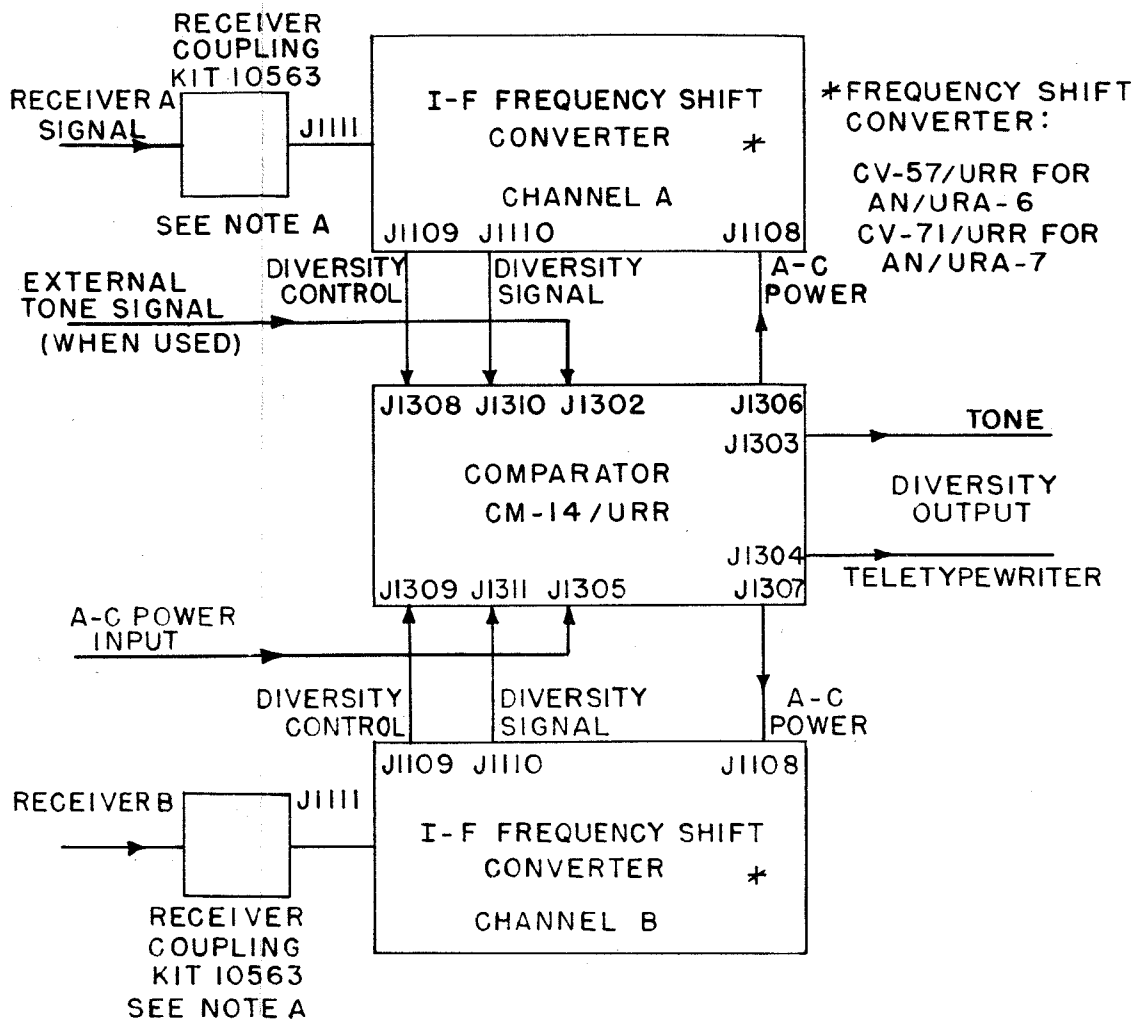 RECEIVER
COUPLING
KIT 10563
RECEIVER A
SIGNAL
J1111
SEE NOTE A
I-F FREQUENCY SHIFT
CONVERTER *
CHANNEL A
J1109 J1110 J1108
*FREQUENCY SHIFT
CONVERTER:
CV-57/URR FOR
AN/URA-6
CV-71/URR FOR
AN/URA-7
EXTERNAL
TONE SIGNAL
(WHEN USED)
DIVERSITY
CONTROL
DIVERSITY
SIGNAL
A-C
POWER
J1308 J1310 J1302 J1306
J1303
COMPARATOR
CM-14/URR
J1304
J1309 J1311 J1305 J1307
TONE
DIVERSITY
OUTPUT
TELETYPEWRITER
A-C POWER
INPUT
DIVERSITY
CONTROL
DIVERSITY
SIGNAL
A-C
POWER
J1109 J1110 J1108
RECEIVER B
J1111
I-F FREQUENCY SHIFT
CONVERTER *
CHANNEL B
RECEIVER
COUPLING
KIT 10563
SEE NOTE A